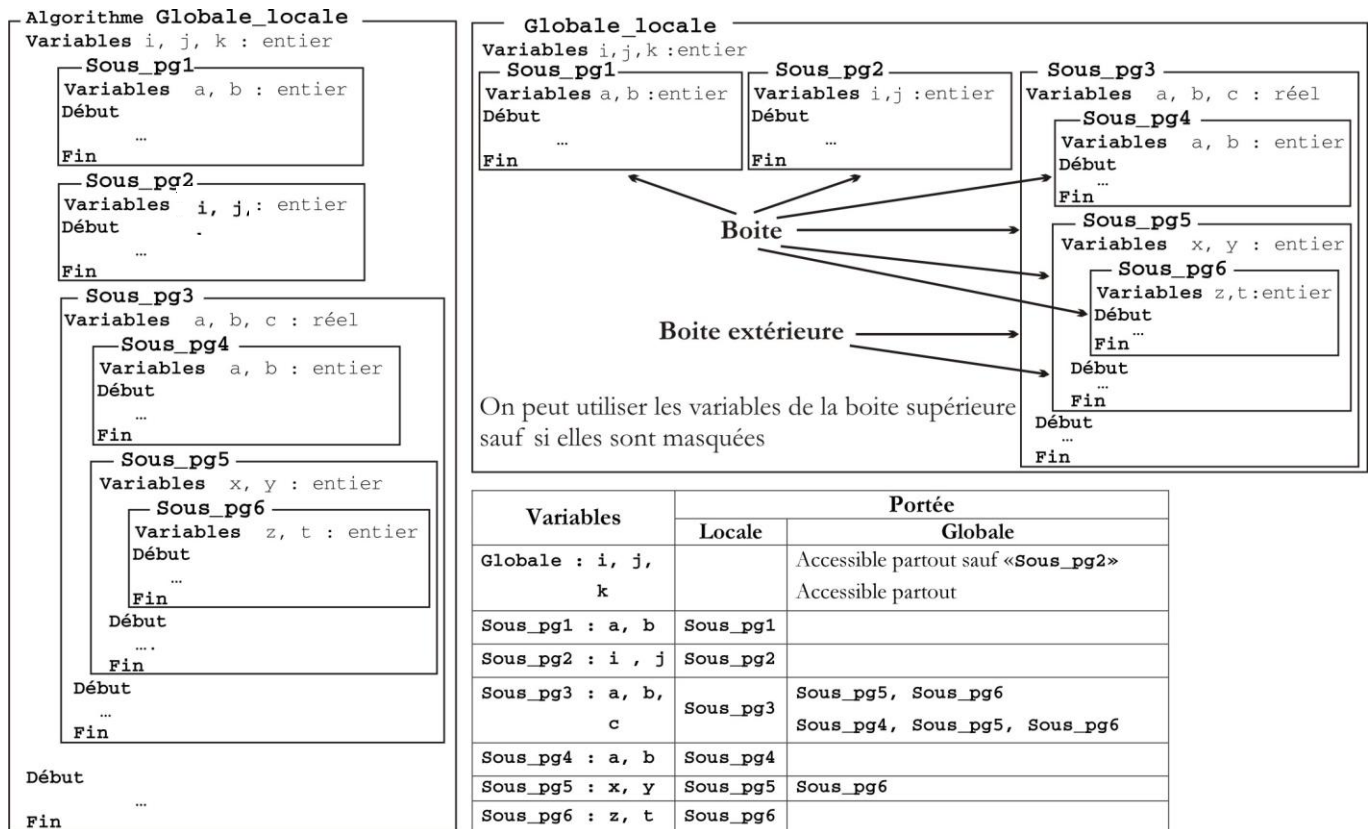 Algorithme Globale_locale
Variables i, j, k : entier
Sous_pg1
Variables a, b : entier
Début
…
Fin
Sous_pg2
Variables i, j, : entier
Début
…
Fin
Sous_pg3
Variables a, b, c : réel
Sous_pg4
Variables a, b : entier
Début
…
Fin
Sous_pg5
Variables x, y : entier
Sous_pg6
Variables z, t : entier
Début
…
Fin
Début
….
Fin
Début
…
Fin
Début
…
Fin
Globale_locale
Variables i,j,k :entier
Sous_pg1
Variables a,b :entier
Début
…
Fin
Sous_pg2
Variables i,j :entier
Début
…
Fin
Sous_pg3
Variables a, b, c : réel
Sous_pg4
Variables a, b : entier
Début
…
Fin
Sous_pg5
Variables x, y : entier
Sous_pg6
Variables z,t:entier
Début
…
Fin
Début
…
Fin
Début
…
Fin
Boite
Boite extérieure
On peut utiliser les variables de la boite supérieure
sauf si elles sont masquées
Variables Portée
Locale Globale
Globale : i, j, Accessible partout sauf «Sous_pg2»
k Accessible partout
Sous_pg1 : a, b Sous_pg1
Sous_pg2 : i , j Sous_pg2
Sous_pg3 : a, b, Sous_pg3 Sous_pg5, Sous_pg6
c Sous_pg4, Sous_pg5, Sous_pg6
Sous_pg4 : a, b Sous_pg4
Sous_pg5 : x, y Sous_pg5 Sous_pg6
Sous_pg6 : z, t Sous_pg6